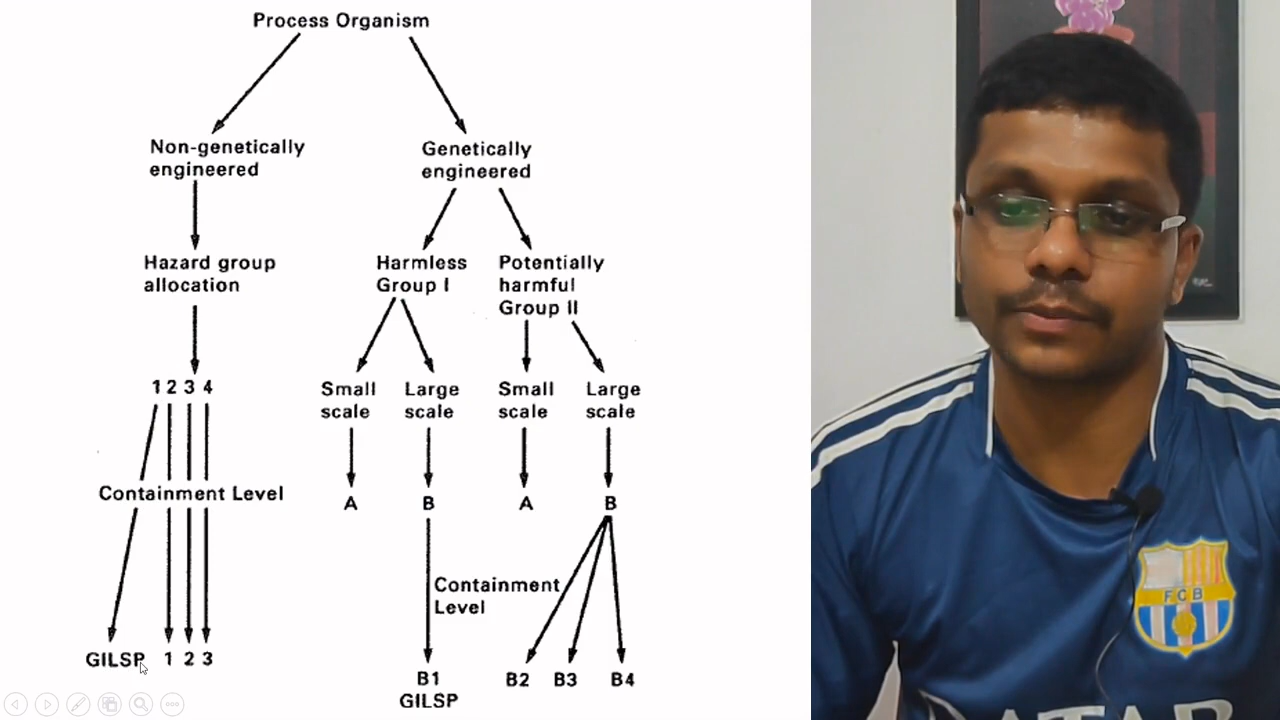 Process Organism
Non-genetically
engineered
Genetically
engineered
Hazard group
allocation
Harmless
Group I
Potentially
harmful
Group II
1 2 3 4
Small
scale
Large
scale
Small
scale
Large
scale
Containment Level
A
B
A
B
Containment
Level
GILSP 1 2 3
B1
GILSP
B2 B3 B4
FCB
QATAR